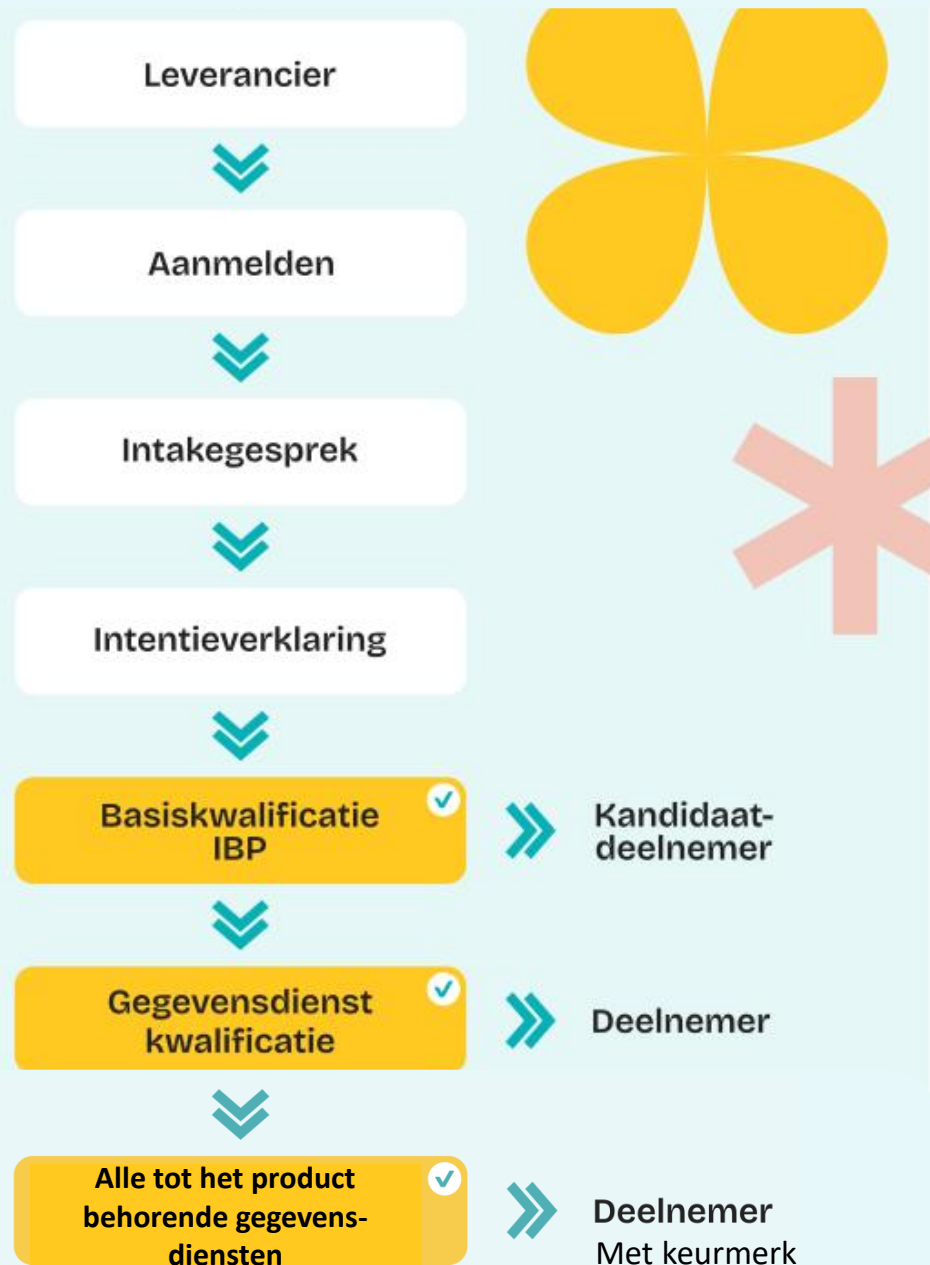 Leverancier
Aanmelden
Intakegesprek
Intentieverklaring
Basiskwalificatie
IBP
Kandidaat-
deelnemer
Gegevensdienst
kwalificatie
Deelnemer
Alle tot het product
behorende gegevens-
diensten
Deelnemer
Met keurmerk